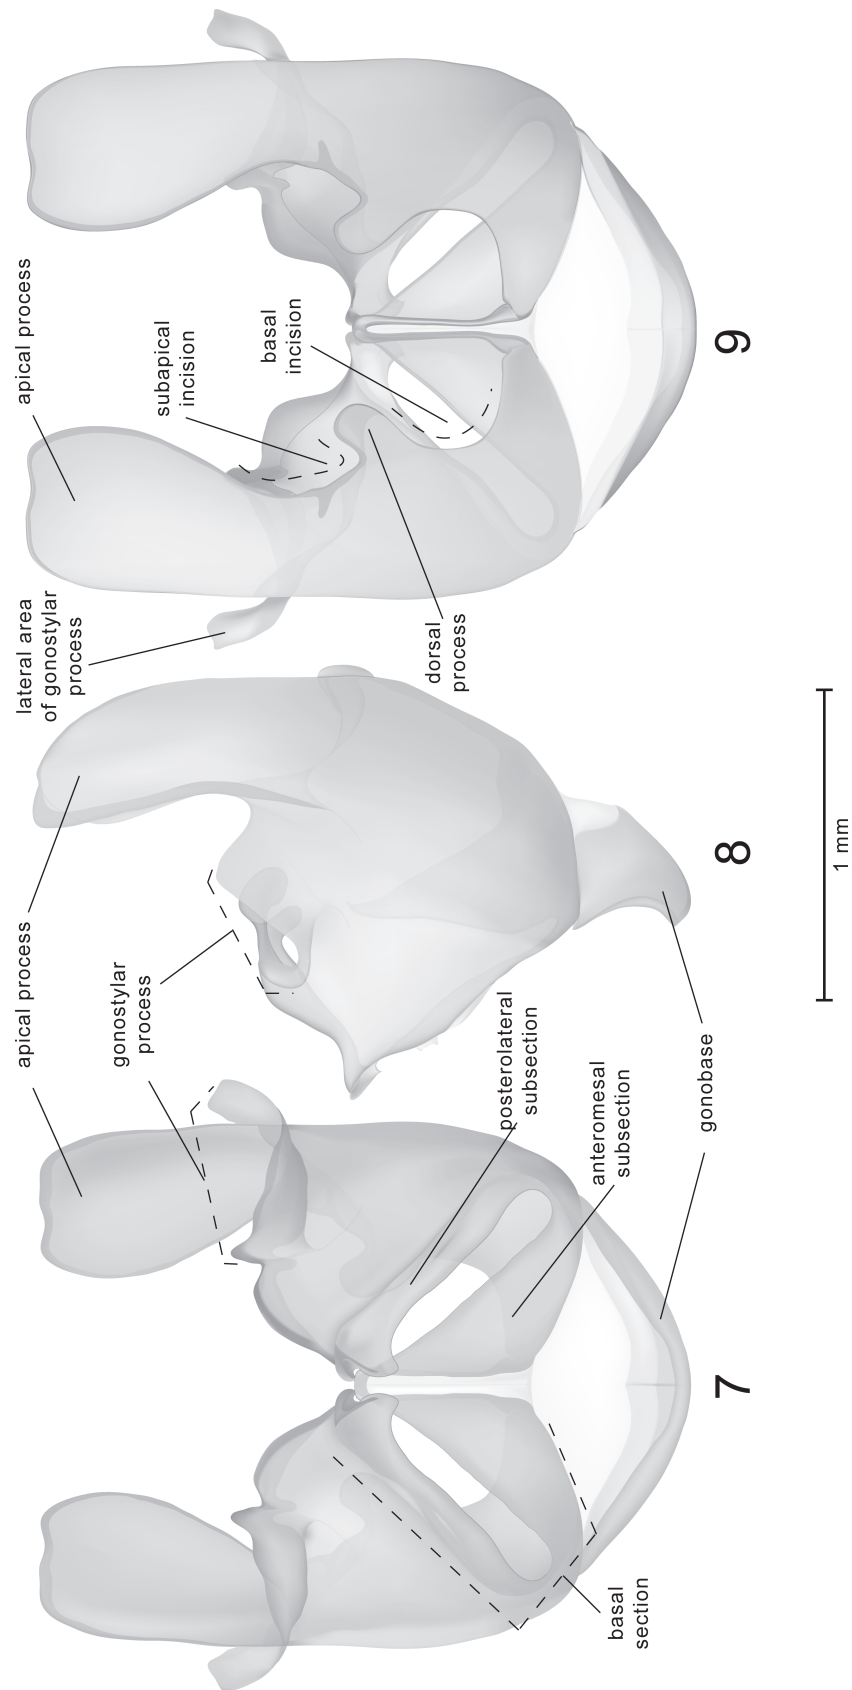 apical process
gonostylar
process
posterolateral
subsection
anteromesal
subsection
gonobase
basal
section
7
apical process
lateral area
of gonostylar
process
subapical
incision
basal
incision
dorsal
process
8
9
1 mm